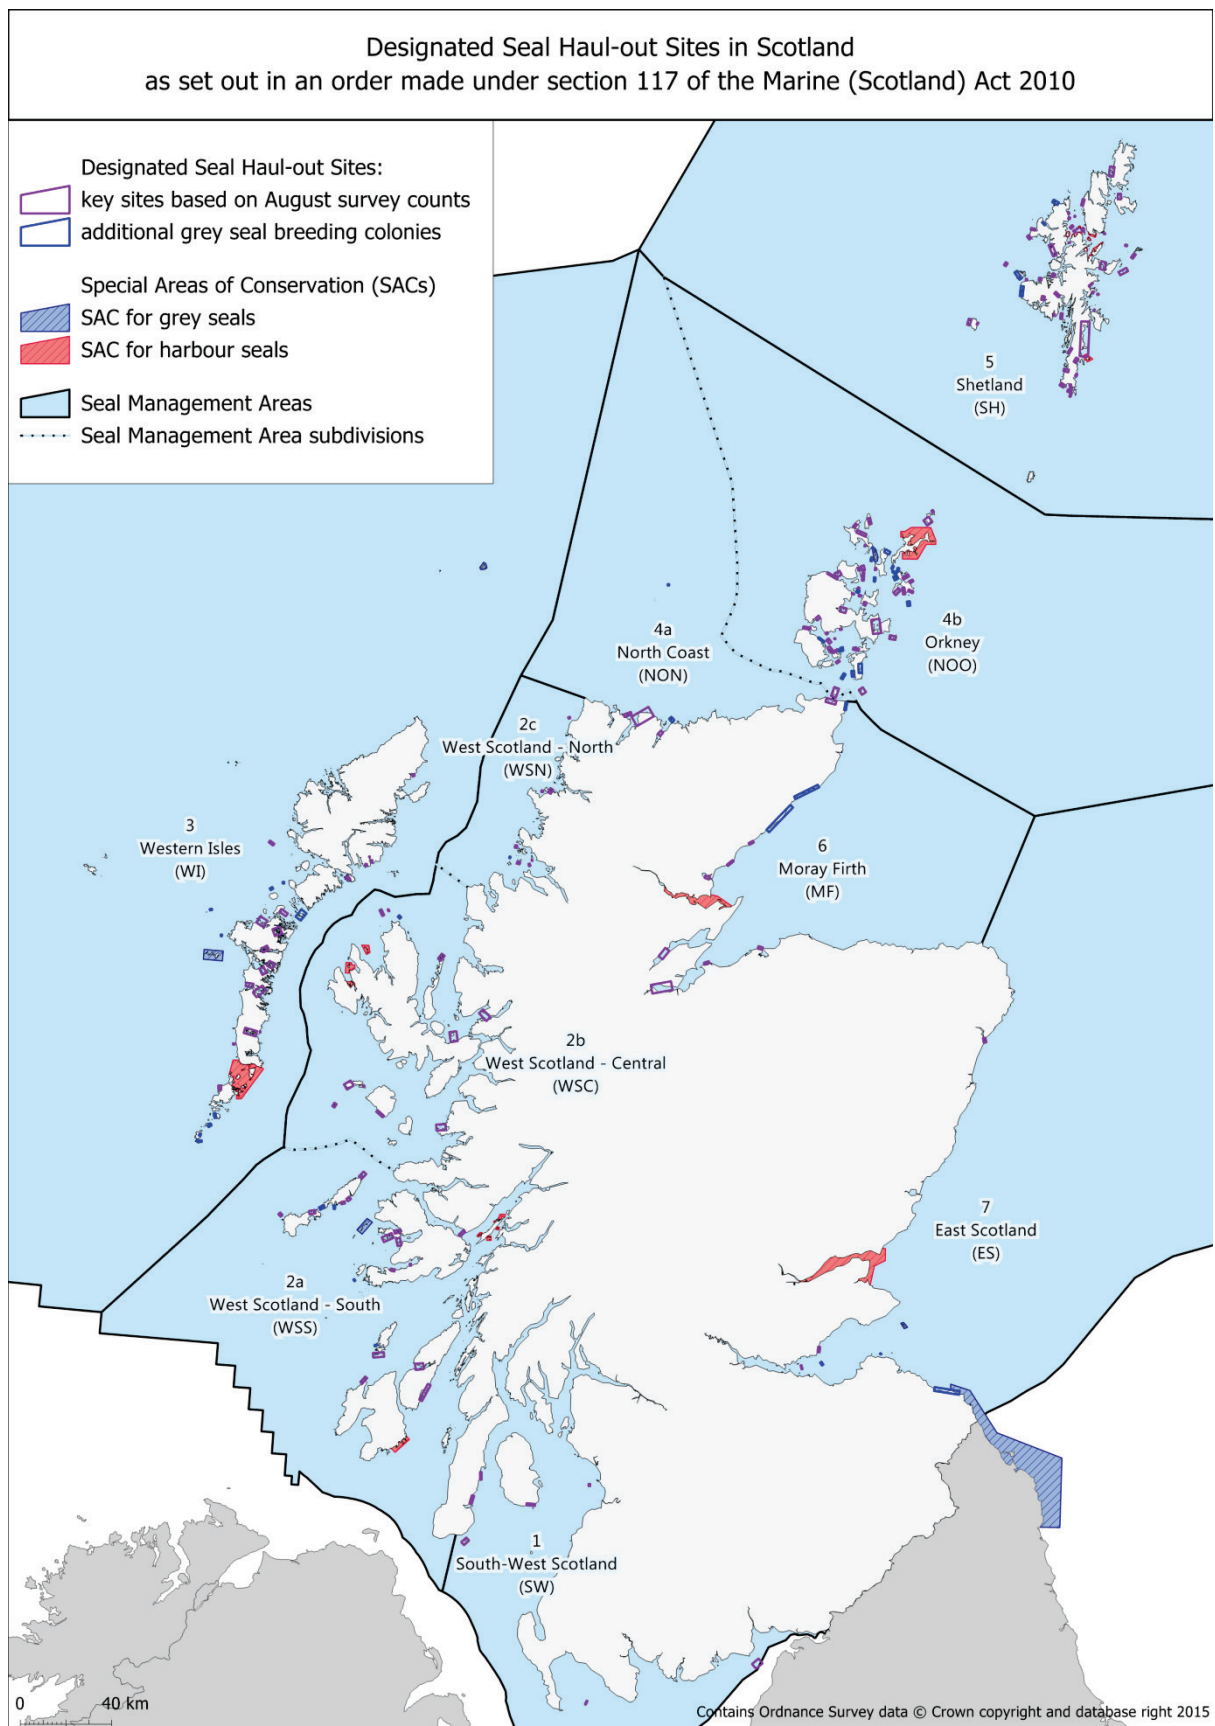 Designated Seal Haul-out Sites in Scotland
as set out in an order made under section 117 of the Marine (Scotland) Act 2010
Designated Seal Haul-out Sites:
key sites based on August survey counts
additional grey seal breeding colonies
Special Areas of Conservation (SACs)
SAC for grey seals
SAC for harbour seals
Seal Management Areas
Seal Management Area subdivisions
5
Shetland
(SH)
4a
North Coast
(NON)
4b
Orkney
(NOO)
2c
West Scotland - North
(WSN)
3
Western Isles
(WI)
6
Moray Firth
(MF)
2b
West Scotland - Central
(WSC)
7
East Scotland
(ES)
2a
West Scotland - South
(WSS)
1
South-West Scotland
(SW)
0 40 km
Contains Ordnance Survey data © Crown copyright and database right 2015